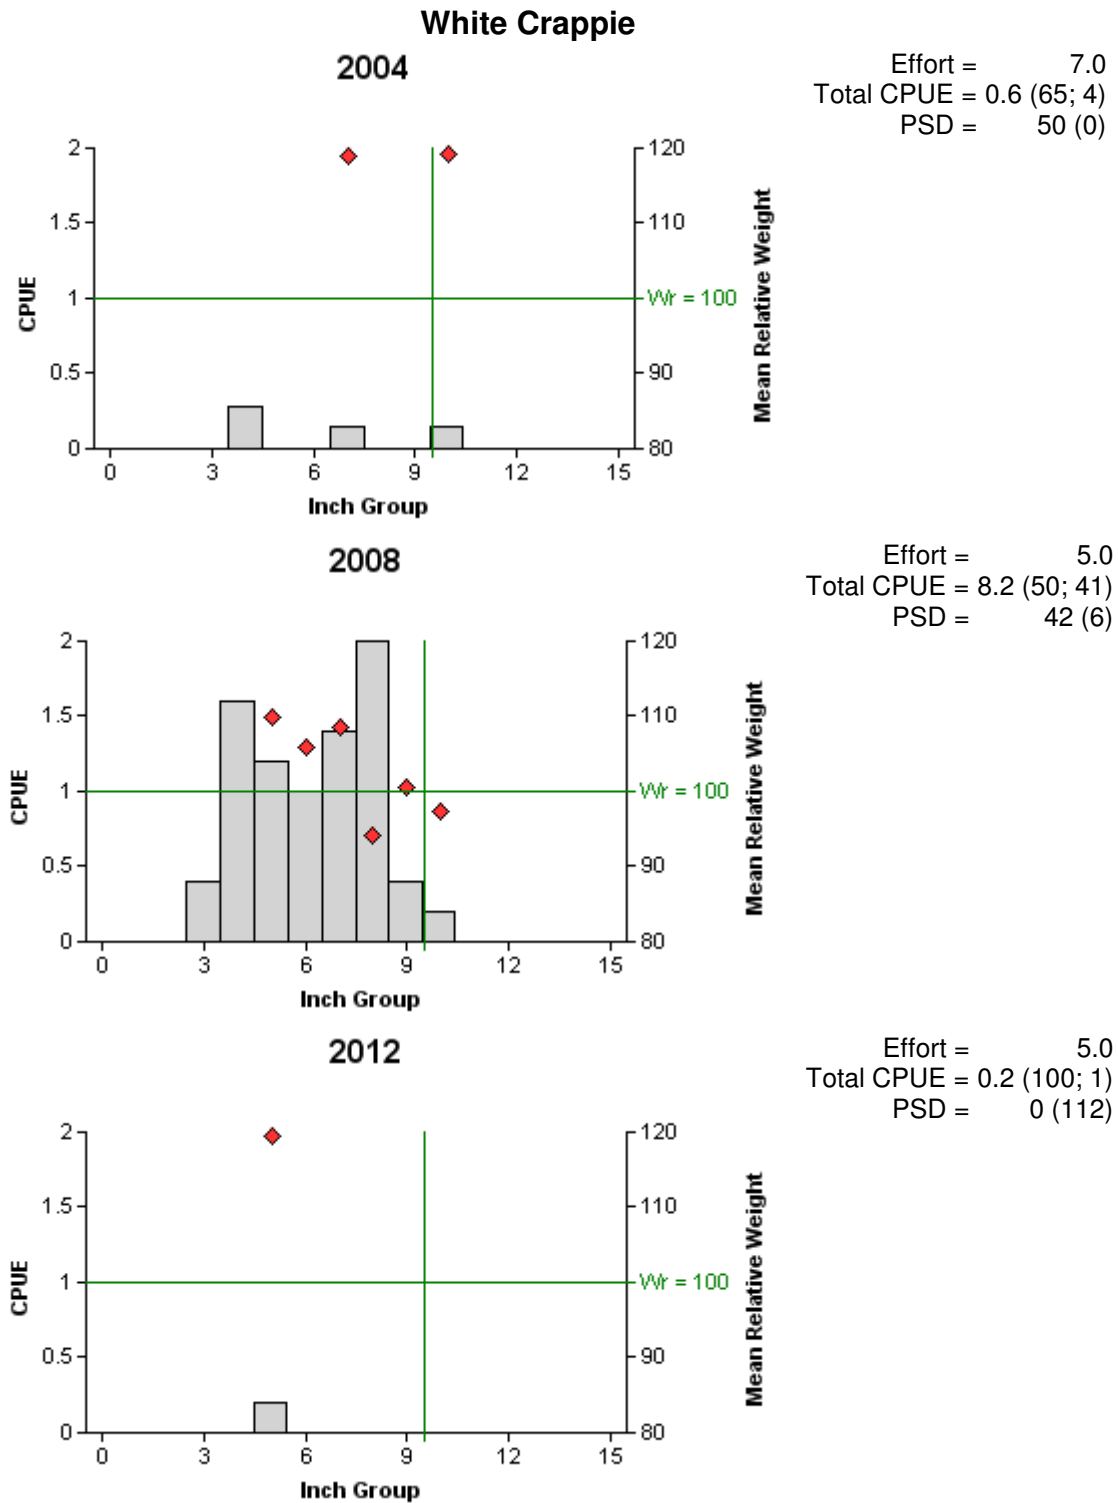 White Crappie
2004
Effort = 7.0
Total CPUE = 0.6 (65; 4)
PSD = 50 (0)
2 120
1.5 110
1 Wr = 100
0.5 90
0 80
CPUE
Mean Relative Weight
0 3 6 9 12 15
Inch Group
2008
Effort = 5.0
Total CPUE = 8.2 (50; 41)
PSD = 42 (6)
2 120
1.5 110
1 Wr = 100
0.5 90
0 80
CPUE
Mean Relative Weight
0 3 6 9 12 15
Inch Group
2012
Effort = 5.0
Total CPUE = 0.2 (100; 1)
PSD = 0 (112)
2 120
1.5 110
1 Wr = 100
0.5 90
0 80
CPUE
Mean Relative Weight
0 3 6 9 12 15
Inch Group